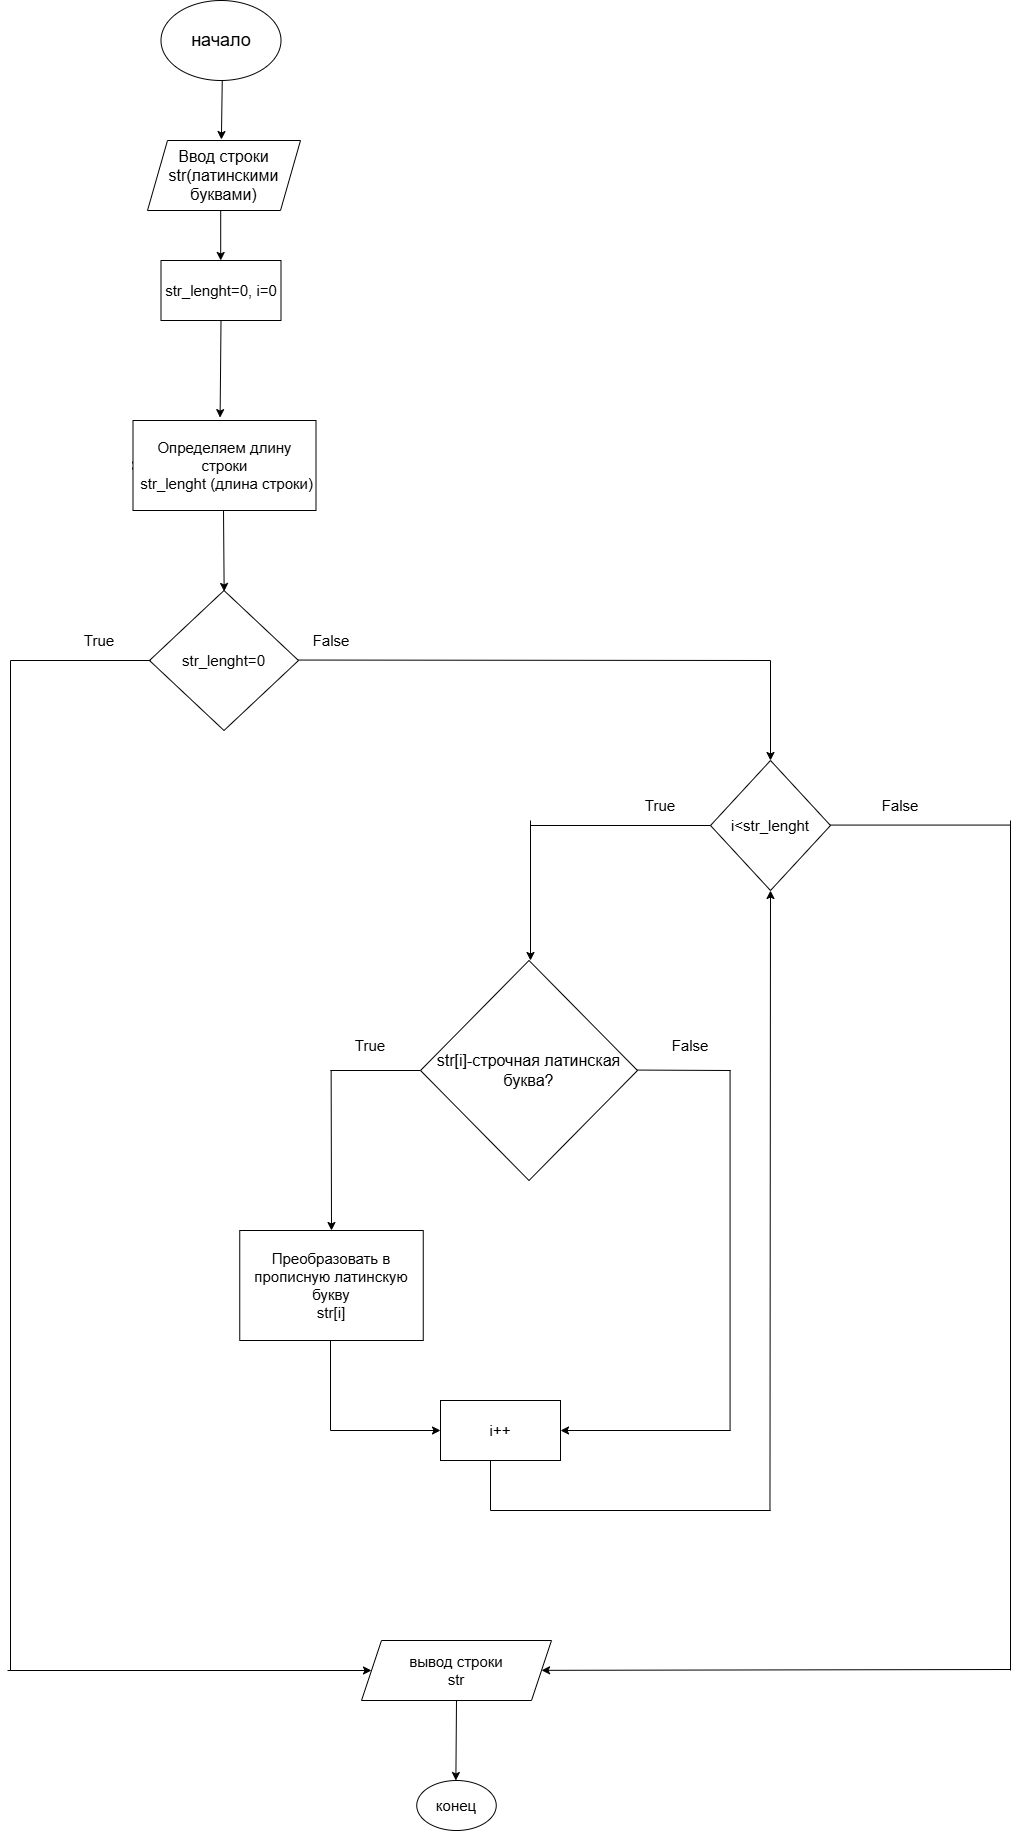 начало
Ввод строки
str(латинскими
буквами)
str_lenght=0, i=0
Определяем длину
строки
str_lenght (длина строки)
True
False
str_lenght=0
True
False
i<str_lenght
True
False
str[i]-строчная латинская
буква?
Преобразовать в
прописную латинскую
букву
str[i]
i++
вывод строки
str
конец